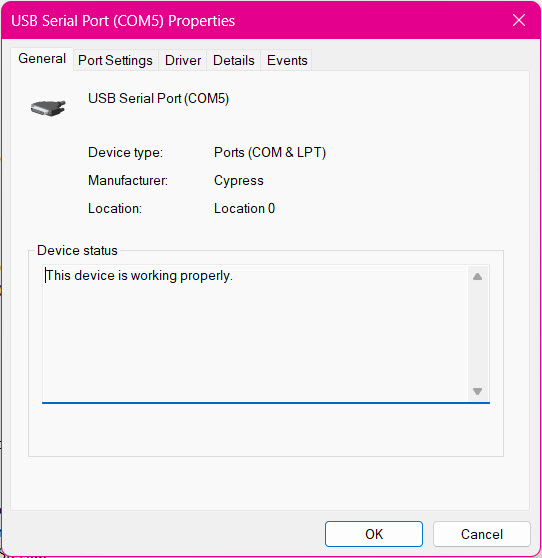 USB Serial Port (COM5) Properties
General Port Settings Driver Details Events
USB Serial Port (COM5)
Device type: Ports (COM & LPT)
Manufacturer: Cypress
Location: Location 0
Device status
This device is working properly.
OK Cancel